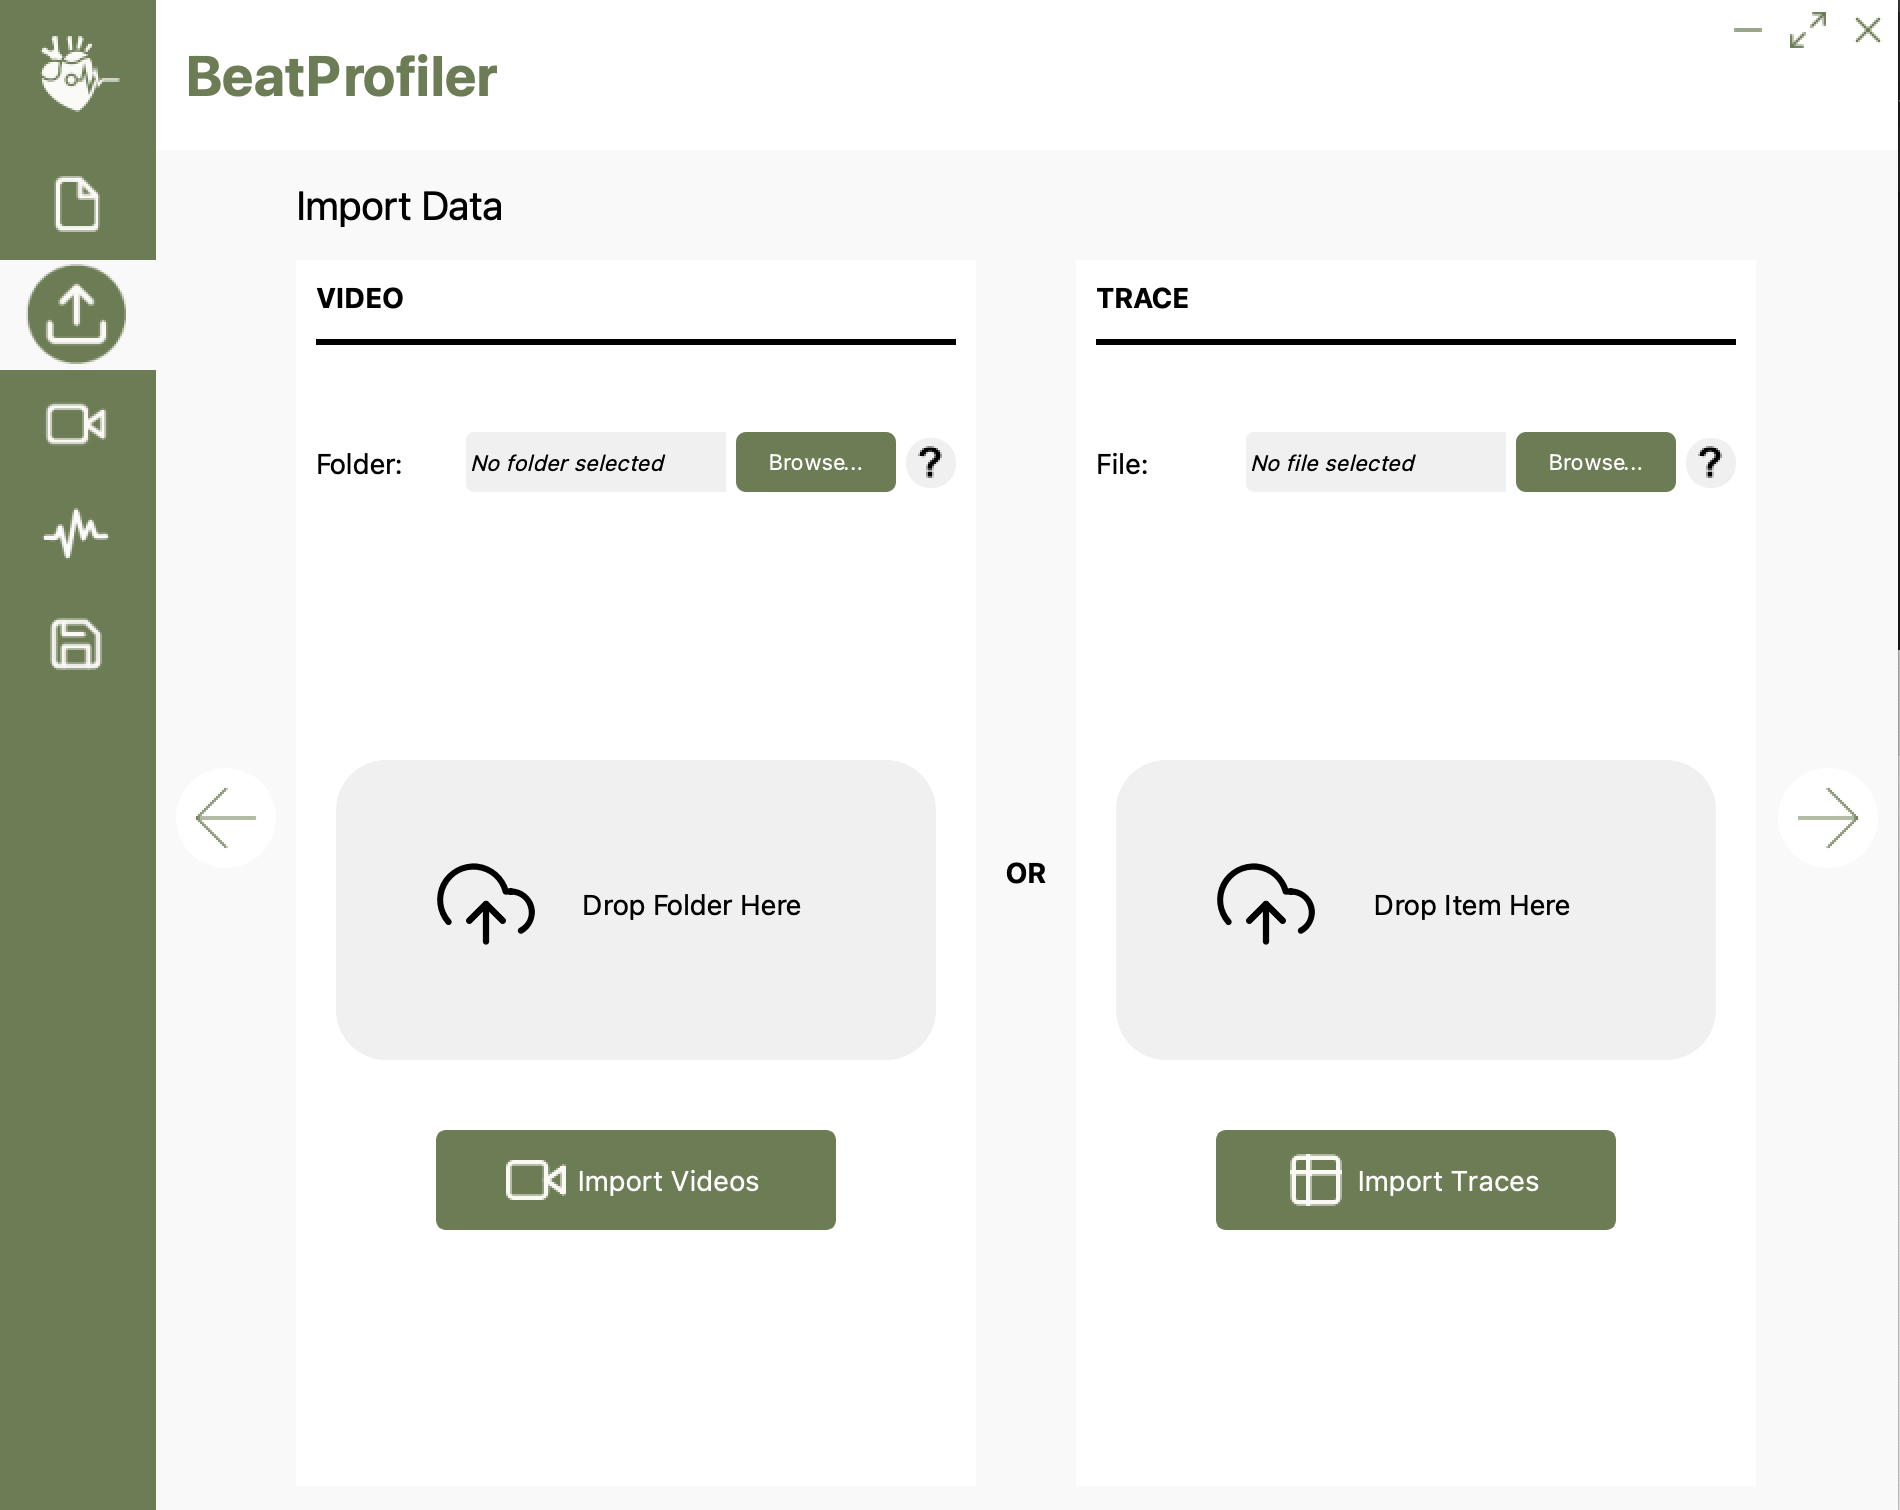 BeatProfiler
Import Data
VIDEO
Folder:
No folder selected
Browse...
?
Drop Folder Here
Import Videos
OR
TRACE
File:
No file selected
Browse...
?
Drop Item Here
Import Traces